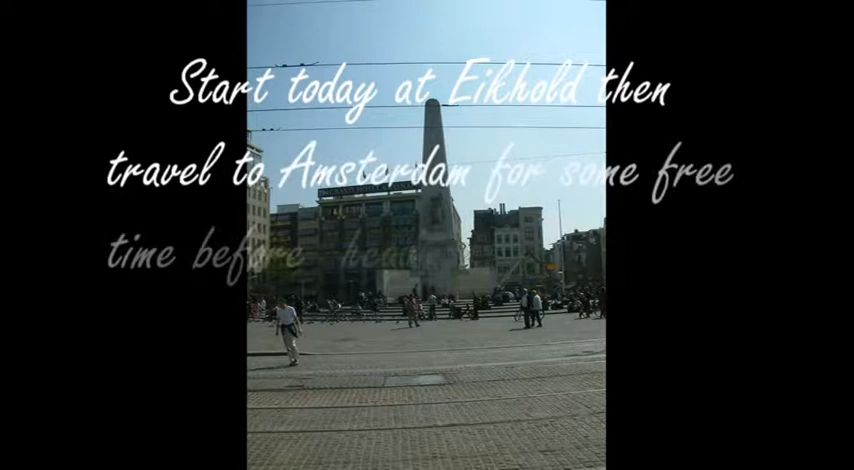 Start today at Eikhold then
travel to Amsterdam for some free
time before